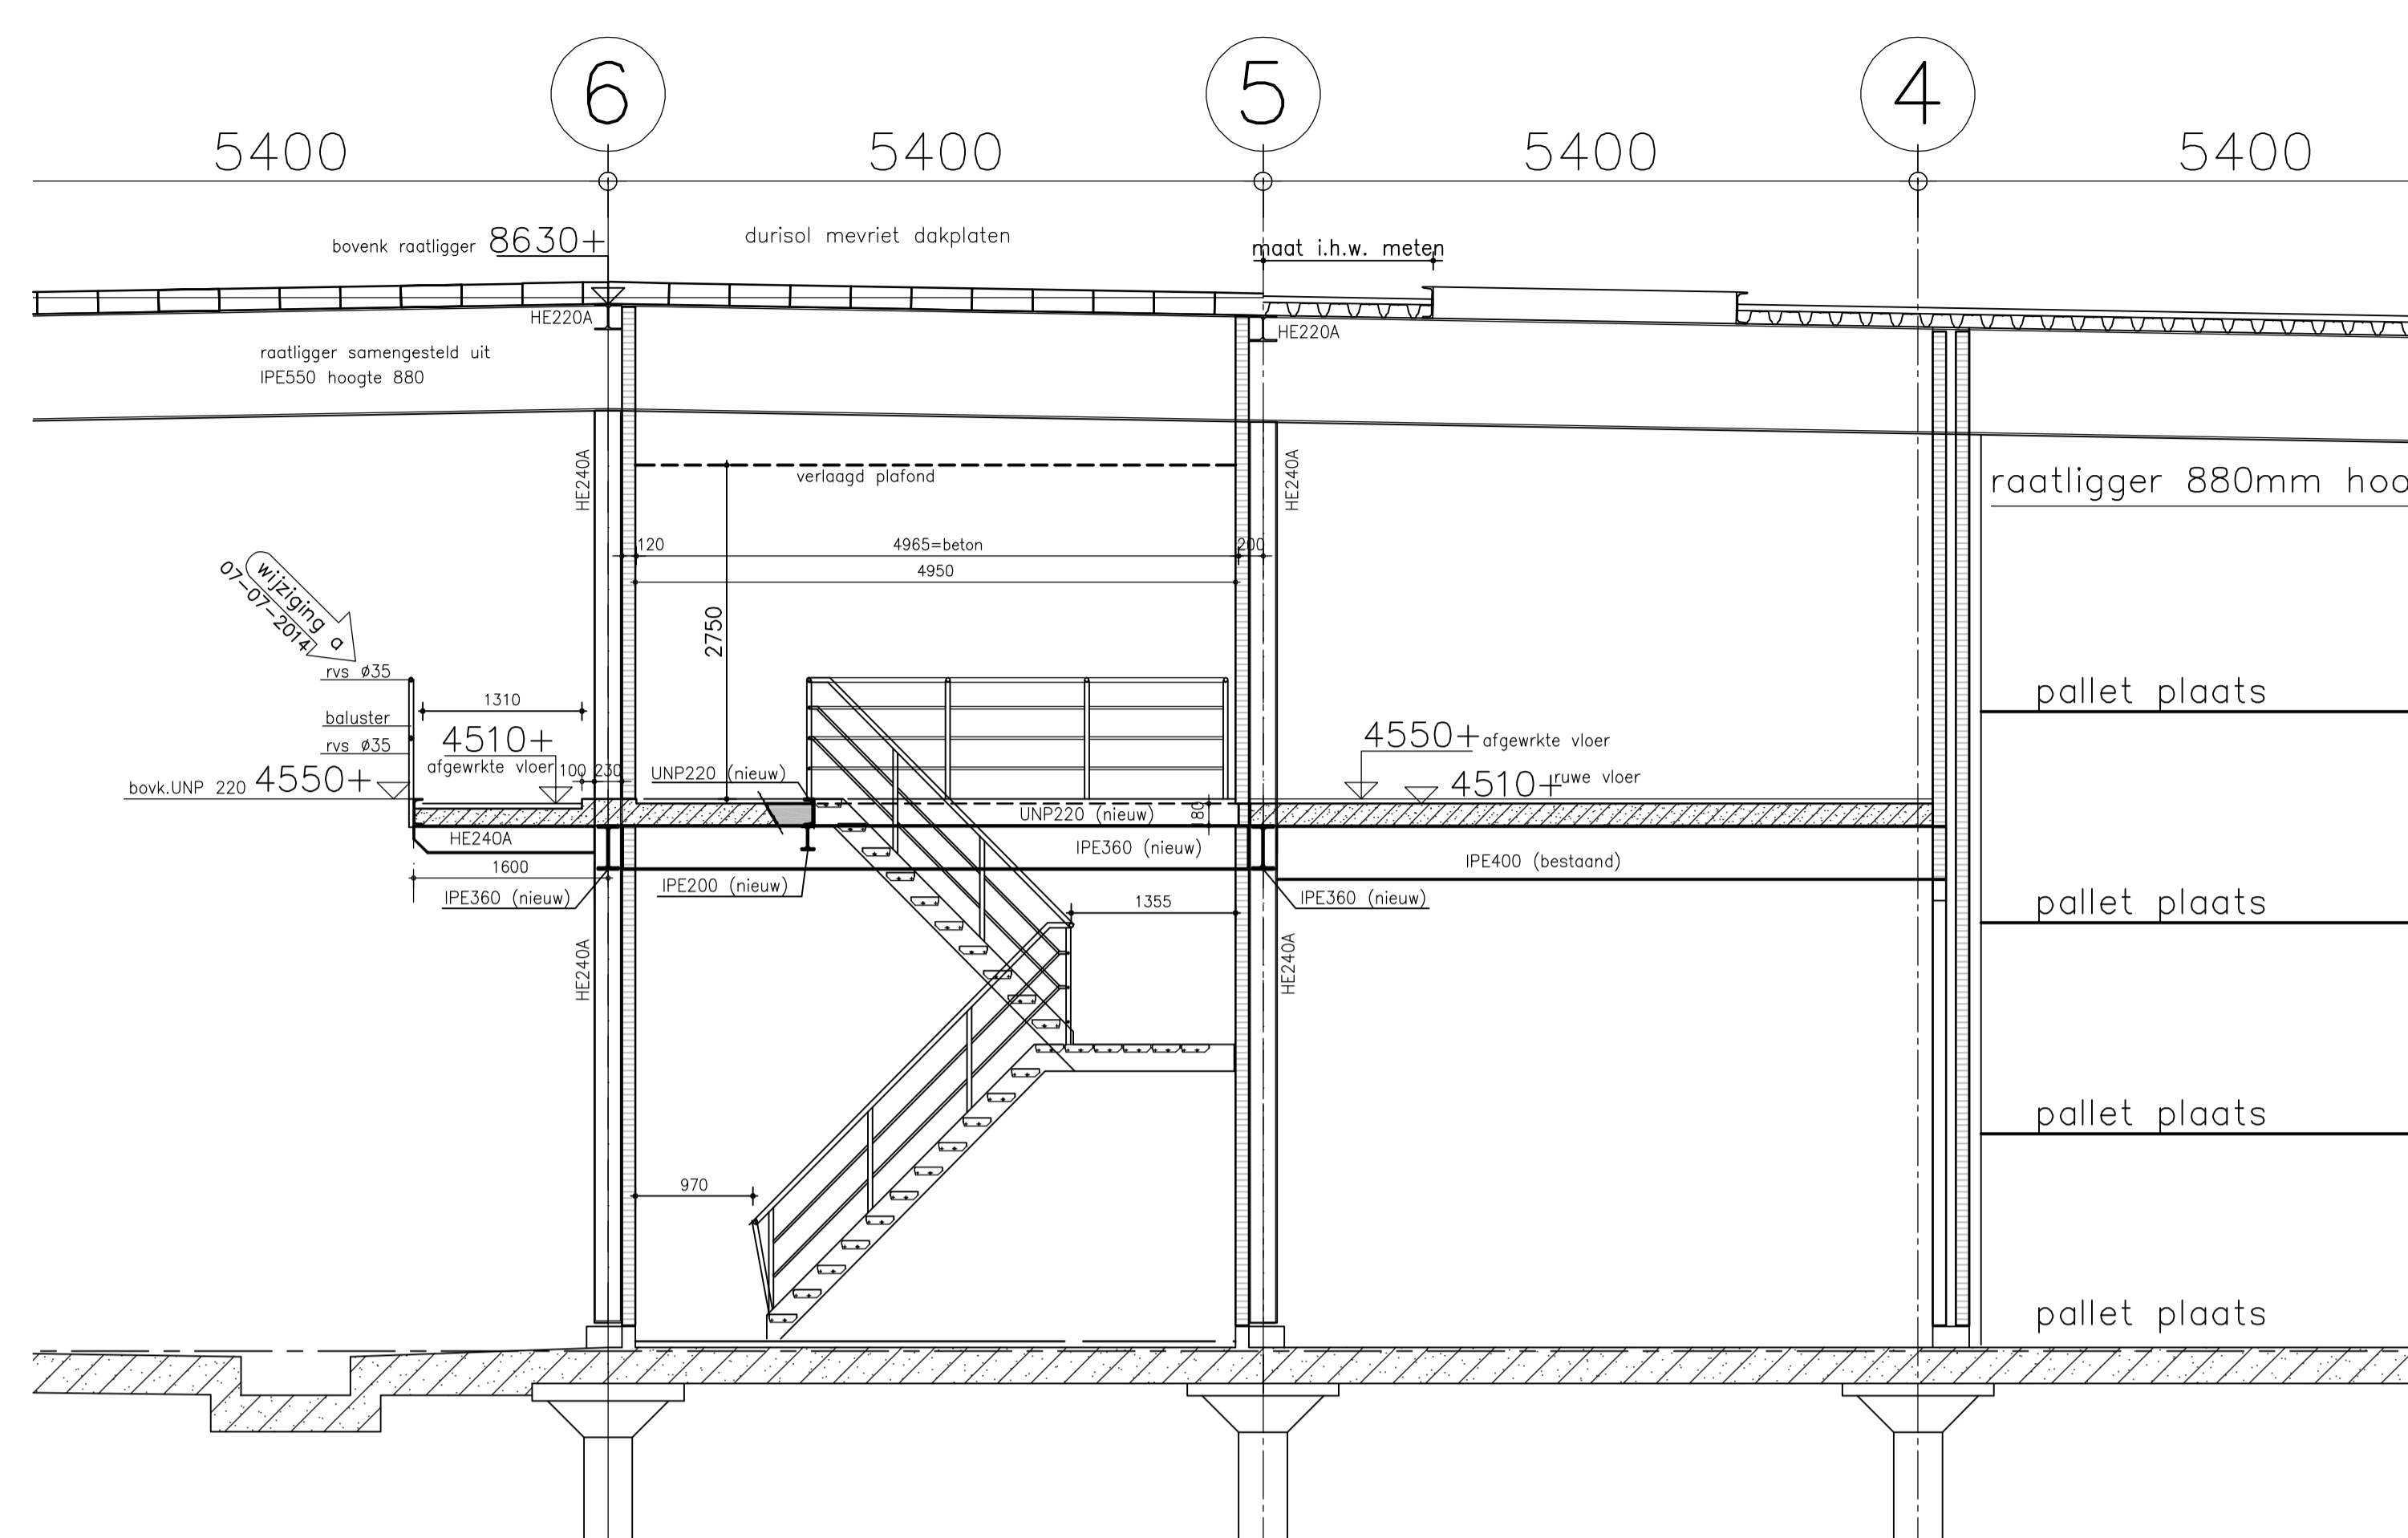 6
5
4
5400
5400
5400
5400
bovenk raatligger 8630+
durisol mevriet dakplaten
maat i.h.w. meten
HE220A
HE220A
raatligger samengesteld uit
IPE550 hoogte 880
HE240A
verlaagd plafond
HE240A
raatligger 880mm hoo
120
4965=beton
200
4950
wijziging a
07-07-2014
2750
rvs ø35
1310
baluster
4510+
rvs ø35
afgewrkte vloer
100
230
bovk.UNP 220 4550+
UNP220 (nieuw)
4550+ afgewrkte vloer
4510+ ruwe vloer
pallet plaats
UNP220 (nieuw)
180
HE240A
IPE360 (nieuw)
IPE400 (bestaand)
1600
IPE360 (nieuw)
IPE200 (nieuw)
1355
IPE360 (nieuw)
pallet plaats
HE240A
HE240A
pallet plaats
970
pallet plaats